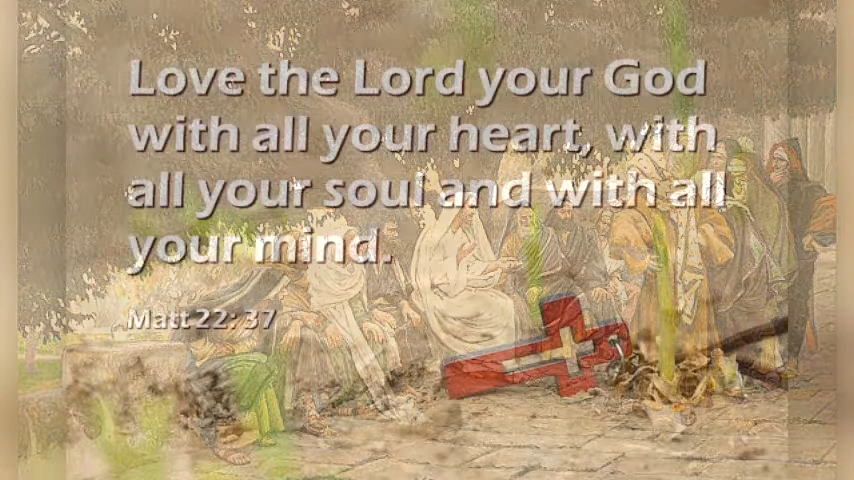 Love the Lord your God
with all your heart, with
all your soul and with all
your mind.
Matt 22: 37